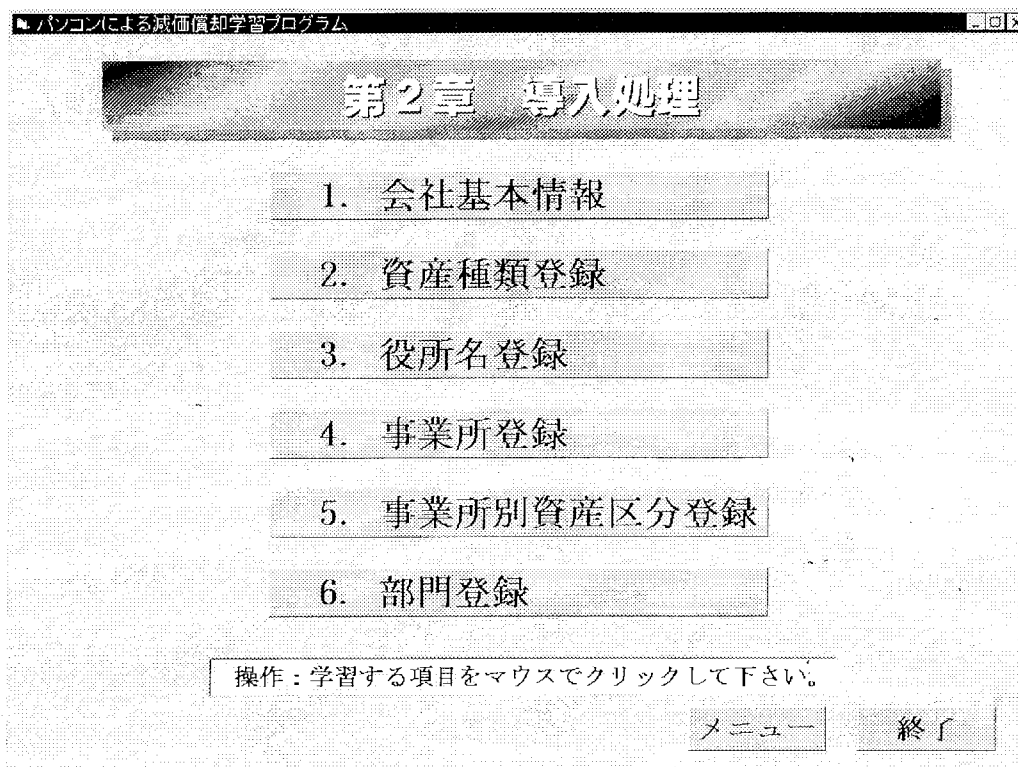 パソコンによる減価償却学習プログラム
第2章 導入処理
1. 会社基本情報
2. 資産種類登録
3. 役所名登録
4. 事業所登録
5. 事業所別資産区分登録
6. 部門登録
操作：学習する項目をマウスでクリックして下さい。
メニュー 終了